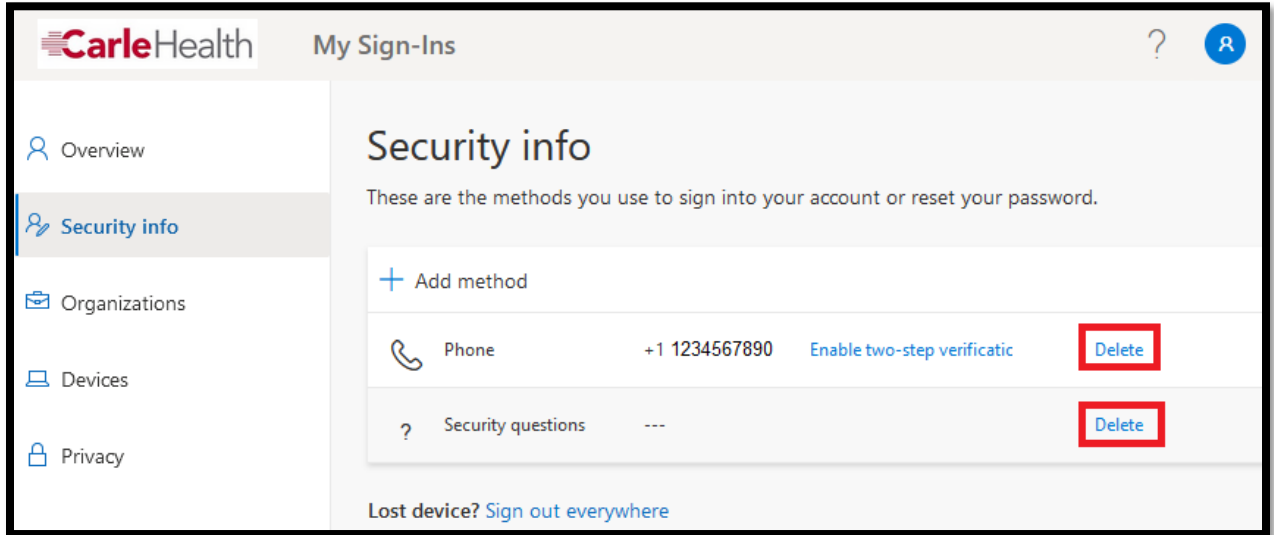 CarleHealth My Sign-Ins ?
Overview
Security info
Organizations
Devices
Privacy
Security info
These are the methods you use to sign into your account or reset your password.
+ Add method
Phone +1 1234567890 Enable two-step verificatic Delete
? Security questions --- Delete
Lost device? Sign out everywhere